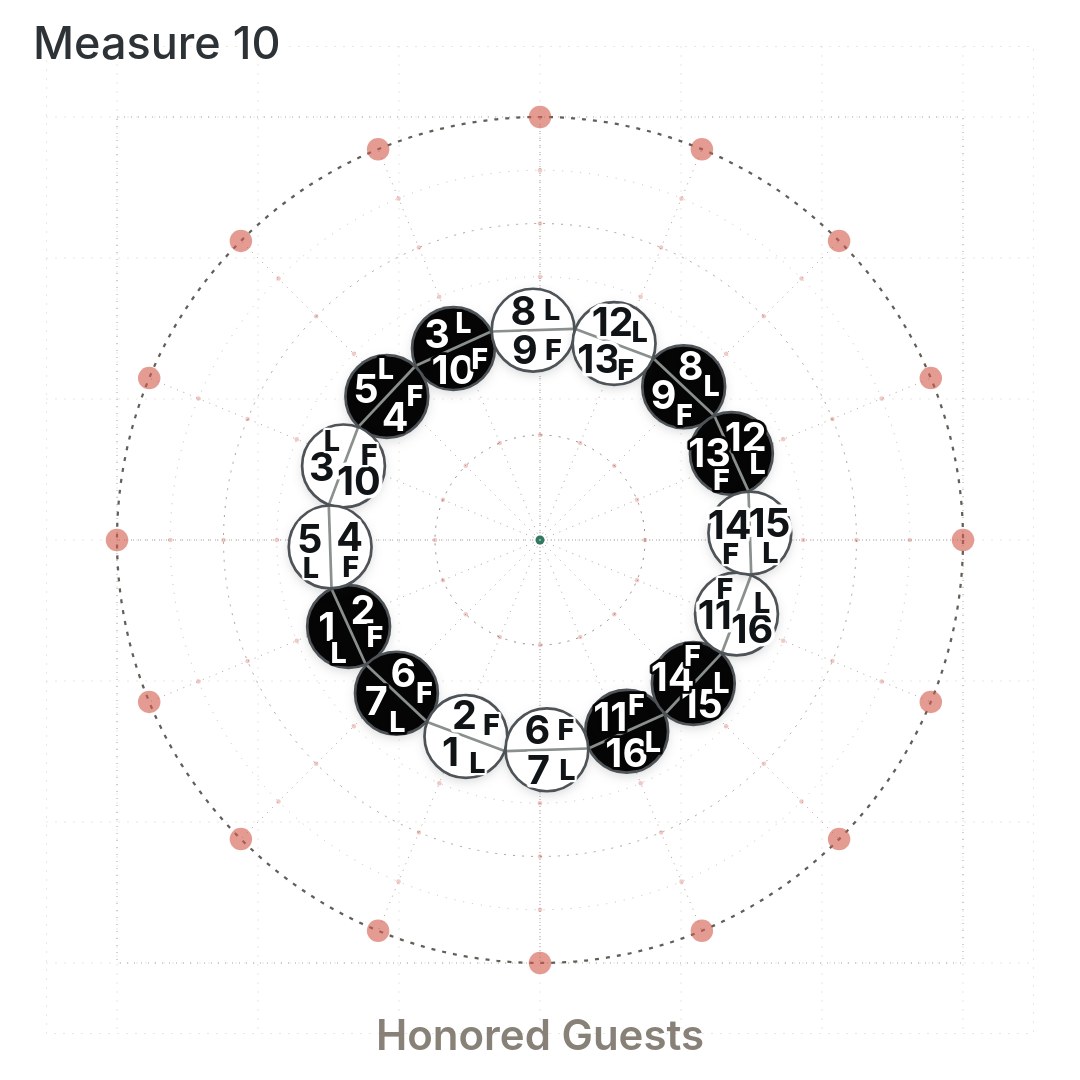 Measure 10
8 L
9 F
12 L
13 F
3 L
10 F
8 L
9 F
5 L
4 F
12 L
13 F
L F
3 10
14 15
F L
5 4
L F
F L
11 16
1 2
L F
6 F
7 L
F
14 L
15
11 F
16 L
2 F
1 L
6 F
7 L
Honored Guests